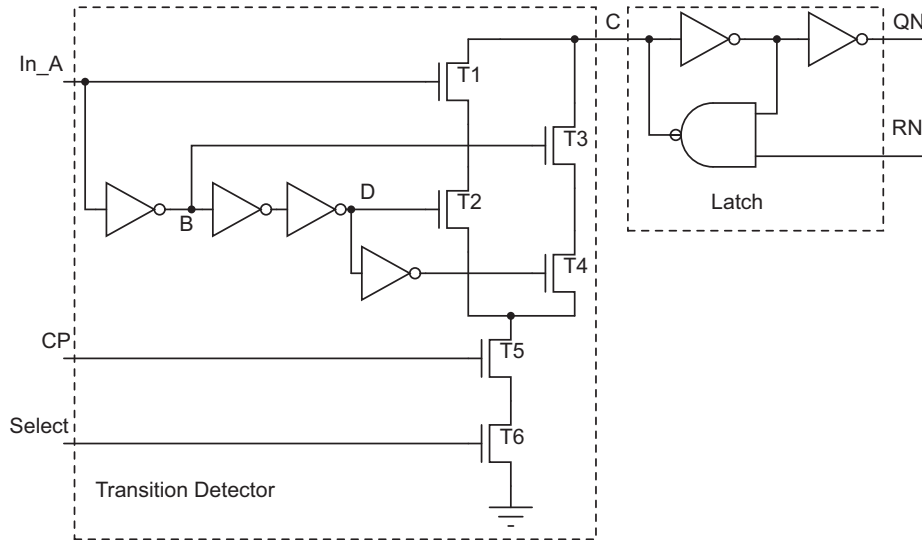 C
QN
In_A
T1
RN
T3
D
B
T2
Latch
T4
CP
T5
Select
T6
Transition Detector